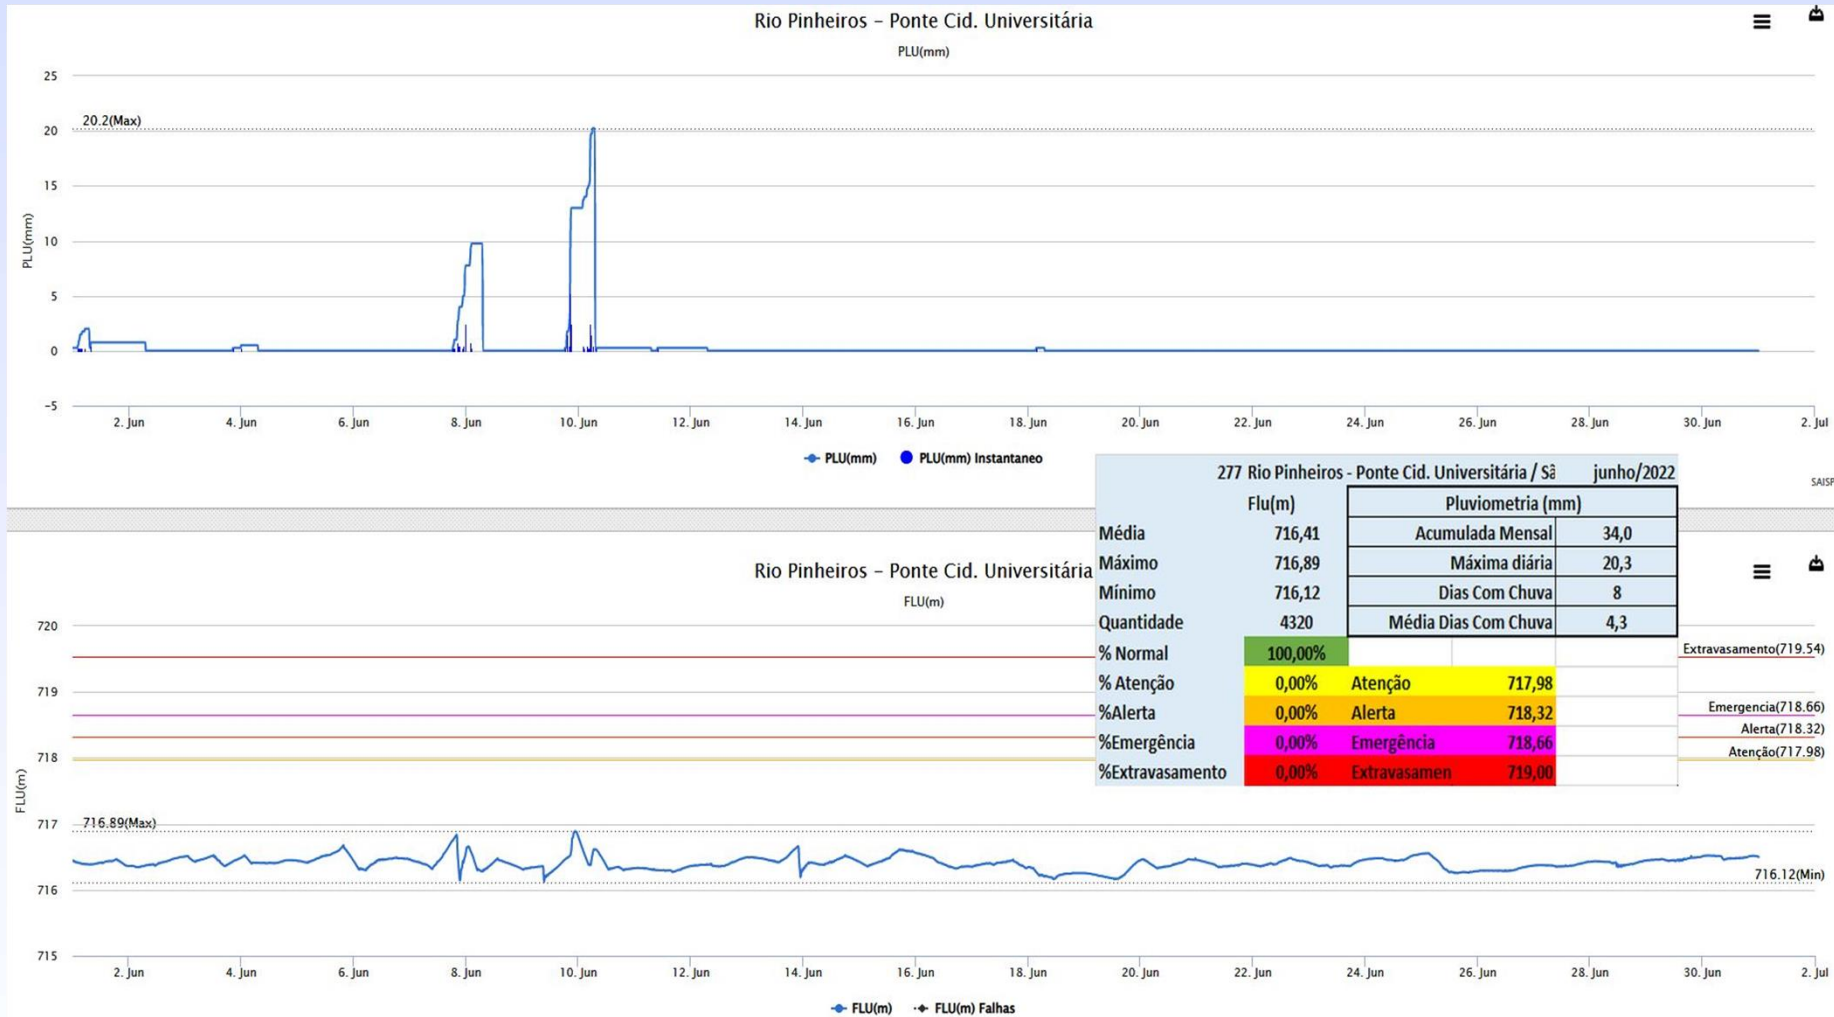 Rio Pinheiros - Ponte Cid. Universitária
PLU(mm)
25
20.2(Max)
20
15
10
5
0
-5
PLU(mm)
2. Jun 4. Jun 6. Jun 8. Jun 10. Jun 12. Jun 14. Jun 16. Jun 18. Jun 20. Jun 22. Jun 24. Jun 26. Jun 28. Jun 30. Jun 2. Jul
PLU(mm) PLU(mm) Instantaneo
SAISP
277 Rio Pinheiros - Ponte Cid. Universitária / Sã junho/2022
Flu(m) Pluviometria (mm)
Média 716,41 Acumulada Mensal 34,0
Máximo 716,89 Máxima diária 20,3
Mínimo 716,12 Dias Com Chuva 8
Quantidade 4320 Média Dias Com Chuva 4,3
% Normal 100,00%
% Atenção 0,00% Atenção 717,98
%Alerta 0,00% Alerta 718,32
%Emergência 0,00% Emergência 718,66
%Extravasamento 0,00% Extravasamen 719,00
Rio Pinheiros - Ponte Cid. Universitária
FLU(m)
720
Extravasamento(719.54)
719
Emergencia(718.66)
Alerta(718.32)
Atenção(717.98)
718
717
716.89(Max)
716.12(Min)
716
715
FLU(m)
2. Jun 4. Jun 6. Jun 8. Jun 10. Jun 12. Jun 14. Jun 16. Jun 18. Jun 20. Jun 22. Jun 24. Jun 26. Jun 28. Jun 30. Jun 2. Jul
FLU(m) FLU(m) Falhas